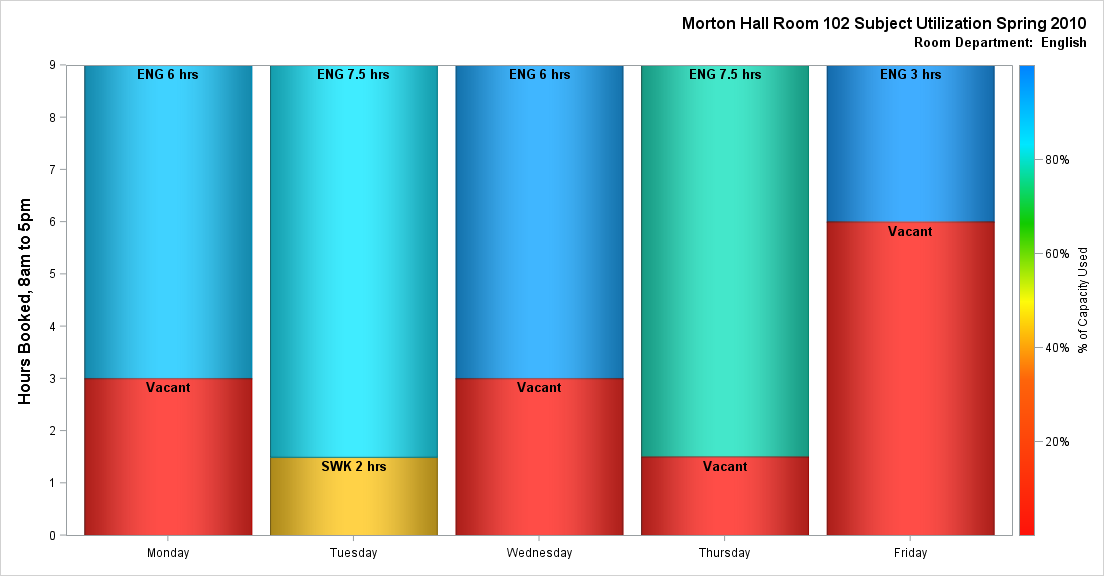 Morton Hall Room 102 Subject Utilization Spring 2010
Room Department: English
Hours Booked, 8am to 5pm
9
8
7
6
5
4
3
2
1
0
ENG 6 hrs
Vacant
ENG 7.5 hrs
SWK 2 hrs
ENG 6 hrs
Vacant
ENG 7.5 hrs
Vacant
ENG 3 hrs
Vacant
Monday
Tuesday
Wednesday
Thursday
Friday
80%
60%
40%
20%
% of Capacity Used